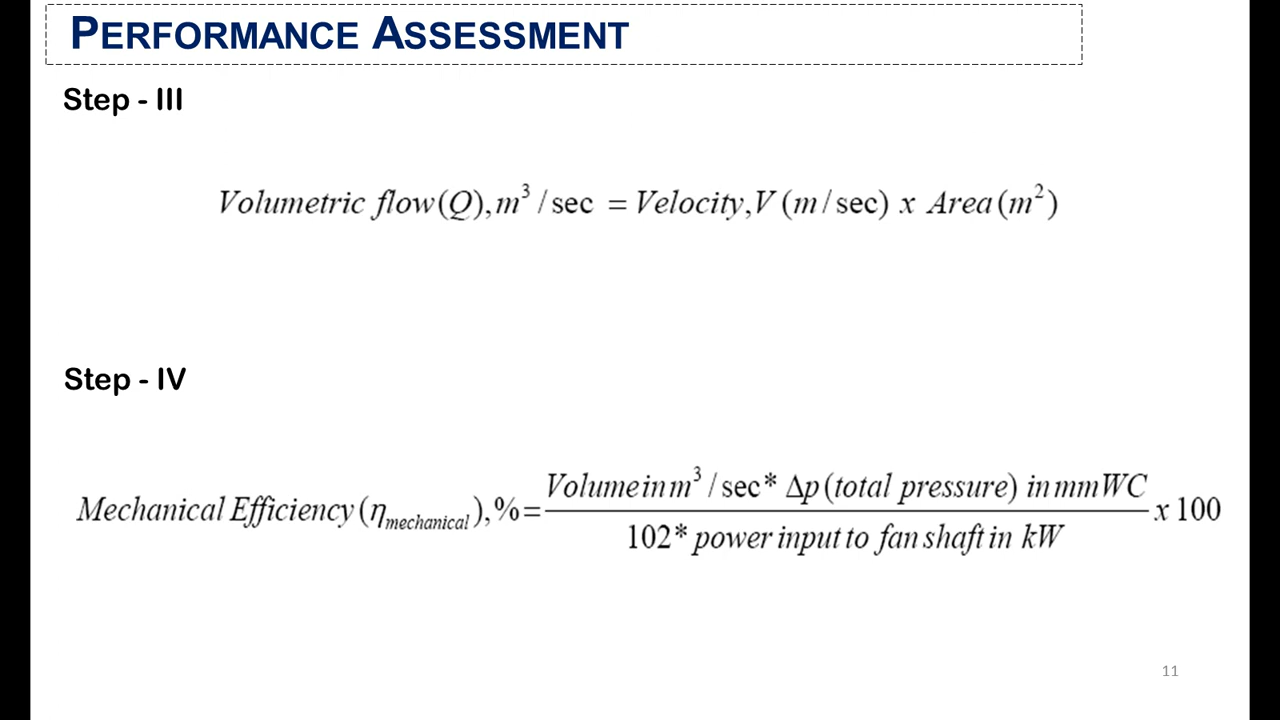 PERFORMANCE ASSESSMENT
Step - III
Volumetric flow(Q),m³/sec = Velocity,V(m/sec) x Area(m²)
Step - IV
Mechanical Efficiency(η_mechanical),%= Volume in m³/sec* Δp(total pressure) in mmWC x 100
102* power input to fan shaft in kW
11